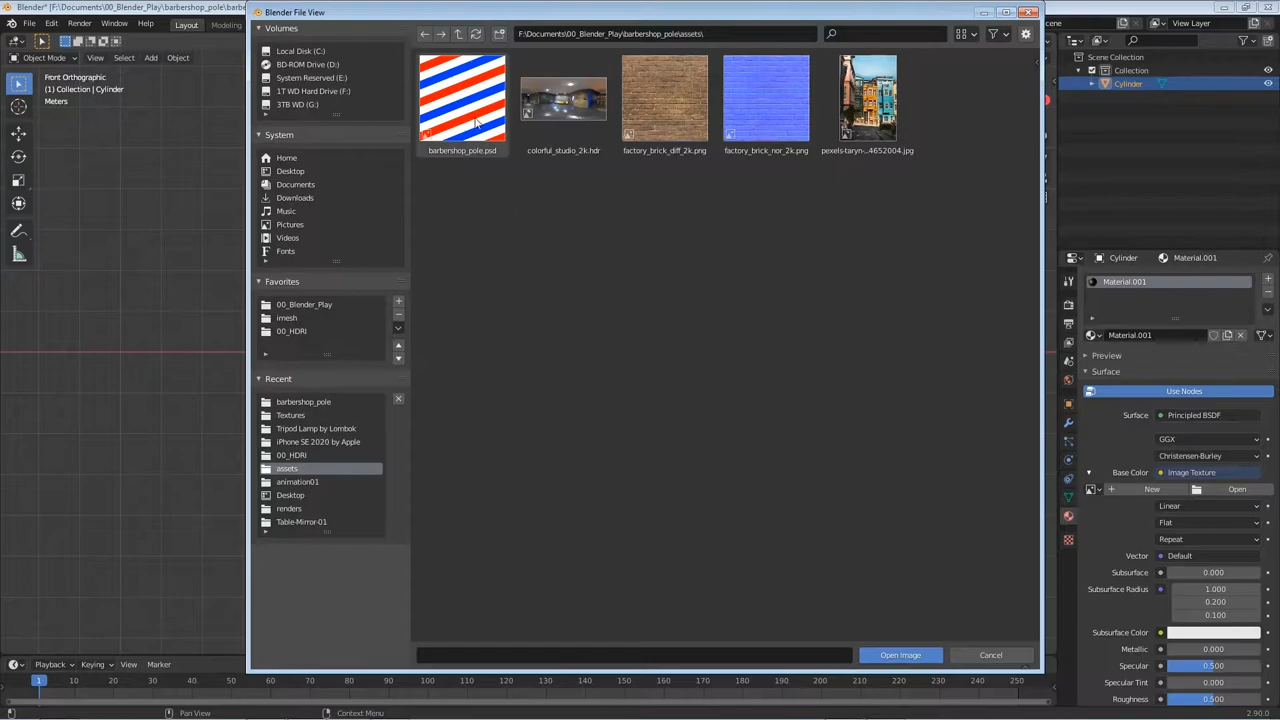 Blender* [F:\Documents\00_Blender_Play\barbershop_pole\barbe
File Edit Render Window Help Layout Modeling
Object Mode View Select Add Object
Front Orthographic
(1) Collection | Cylinder
Meters
Blender File View
Volumes
Local Disk (C:)
BD-ROM Drive (D:)
System Reserved (E:)
1T WD Hard Drive (F:)
3TB WD (G:)
System
Home
Desktop
Documents
Downloads
Music
Pictures
Videos
Fonts
Favorites
00_Blender_Play
imesh
00_HDRI
Recent
barbershop_pole
Textures
Tripod Lamp by Lombok
iPhone SE 2020 by Apple
00_HDRI
assets
animation01
Desktop
renders
Table-Mirror-01
F:\Documents\00_Blender_Play\barbershop_pole\assets\
barbershop_pole.psd colorful_studio_2k.hdr factory_brick_diff_2k.png factory_brick_nor_2k.png pexels-taryn-...4652004.jpg
Open Image Cancel
Scene View Layer
Scene Collection
Collection
Cylinder
Cylinder Material.001
Material.001
Material.001
Preview
Surface
Use Nodes
Surface Principled BSDF
GGX
Christensen-Burley
Base Color Image Texture
New Open
Linear
Flat
Repeat
Vector Default
Subsurface 0.000
Subsurface Radius 1.000
0.200
0.100
Subsurface Color
Metallic 0.000
Specular 0.500
Specular Tint 0.000
Roughness 0.500
Playback Keying View Marker
1 10 20 30 40 50 60 70 80 90 100 110 120 130 140 150 160 170 180 190 200 210 220 230 240 250
Pan View Context Menu 2.90.0